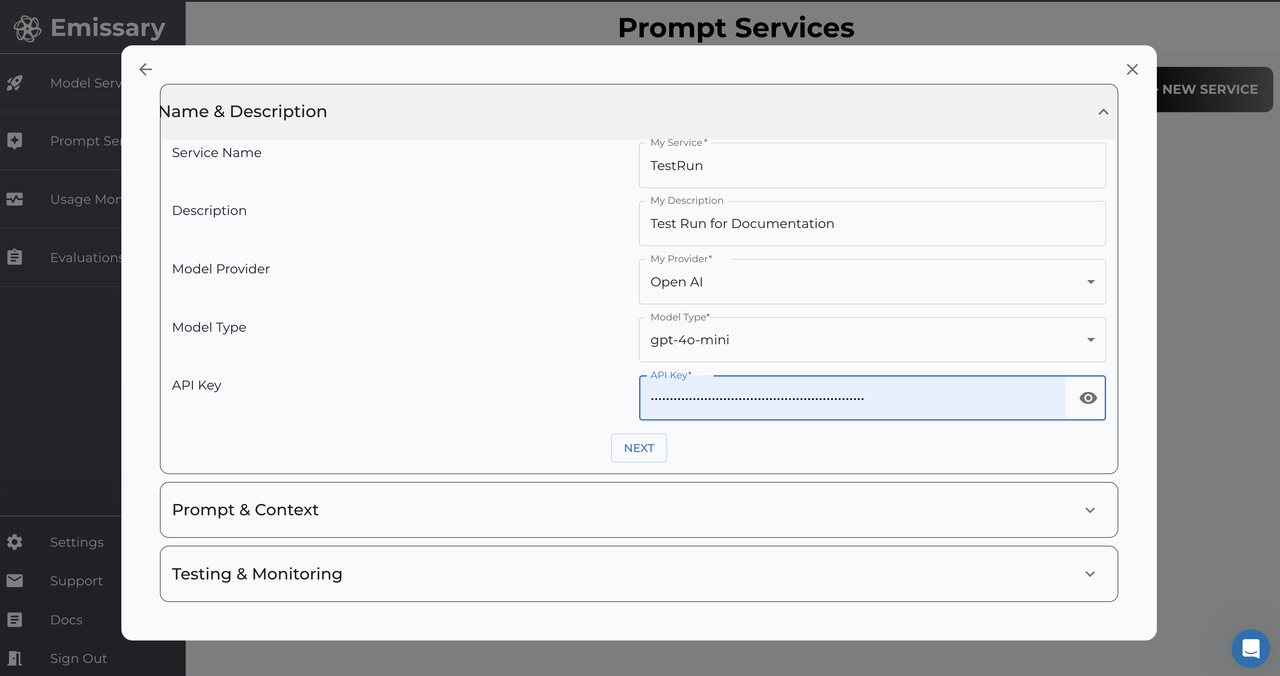 Emissary
Prompt Services
Model Serv
NEW SERVICE
Name & Description
Prompt Ser
Service Name
My Service*
TestRun
Usage Mon
Description
My Description
Test Run for Documentation
Evaluations
Model Provider
My Provider*
Open AI
Model Type
Model Type*
gpt-4o-mini
API Key
API Key*
NEXT
Prompt & Context
Testing & Monitoring
Settings
Support
Docs
Sign Out